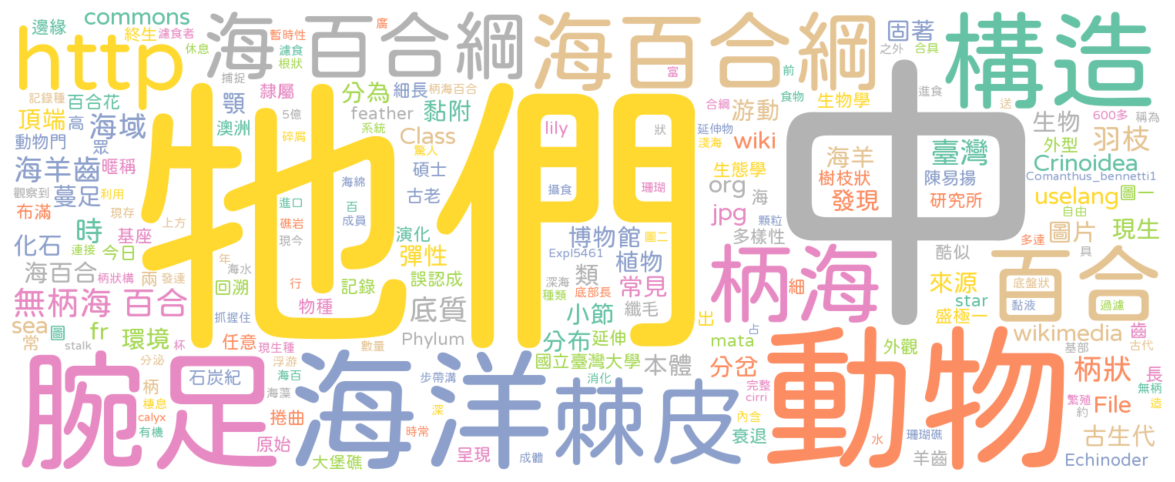 邊緣 commons 終生 濾食者 休息
http 海 百合綱 暫時性 廣 濾食 根狀
海百合綱 富 固著 之外 合具 前 食物
構造
捕捉 記錄種 百合花 顎 隸屬 分為 細長 柄海百合 黏附 合綱 游動 生物學 進食 送 600多 稱為
頂端 高 海域 澳洲 5億 feather 系統 lily 狀 延伸物 淺海 wiki 生物 外型 羽枝
動物門 眾 碎屑 Class 驚人 海羊 臺灣 Crinoidea
海羊齒 暱稱 碩士 攝食 珊瑚 生態學 樹枝狀 陳易揚 Comanthus_bennetti1
觀察到 蔓足 利用 海綿 古老 org 海 發現 研究所 uselang 圖一
布滿 現存 上方 進口 百 成員 jpg 顆粒 自由
牠們 中
化石 時 基座 礁岩 演化 博物館 圖二 多樣性 圖片 現生
今日 連接 現今 彈性 Expl5461 植物 酷似 多達 具
海百合 柄狀構 兩 發達 年 海水 回溯 記錄 誤認成 類 深海 種類 底部長 常見 柄海 來源 底盤狀 百合
無柄海 百合 抓握住 行 物種 底質 小節 纖毛 細 出 star 黏液 過濾
sea 圖 fr 環境 任意 Phylum 分布 延伸 mata 占 盛極一 wikimedia 齒 古代
常 stalk 杯 現生種 數量 國立臺灣大學 本體 分岔 外觀 基部
腕足 分泌 浮游 石炭紀 海洋 步帶溝 消化 棘皮 動物 柄狀 長
柄 棲息 海百 海藻 完整 cirri 繁殖 約 無柄 造
calyx 有機 捲曲 深 時常 內含 File
原始 衰退 水 珊瑚礁 古生代
大堡礁 呈現 成體 羊齒 Echinoder